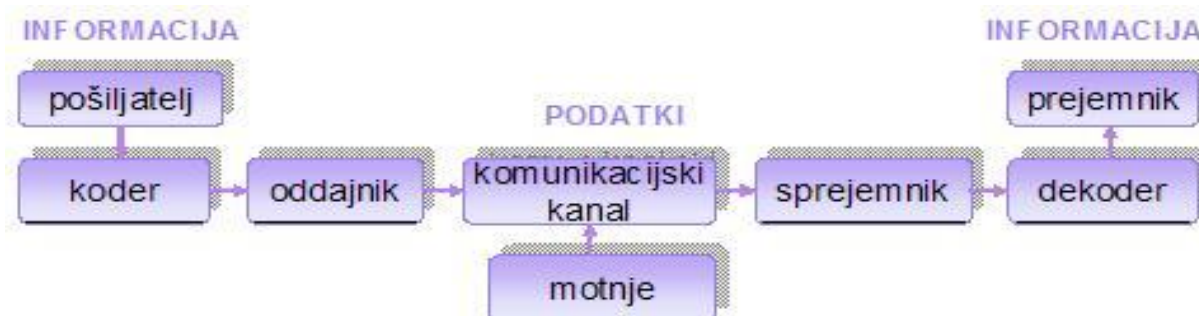 INFORMACIJA
INFORMACIJA
pošiljatelj
prejemnik
PODATKI
koder
oddajnik
komunikacijski
kanal
sprejemnik
dekoder
motnje